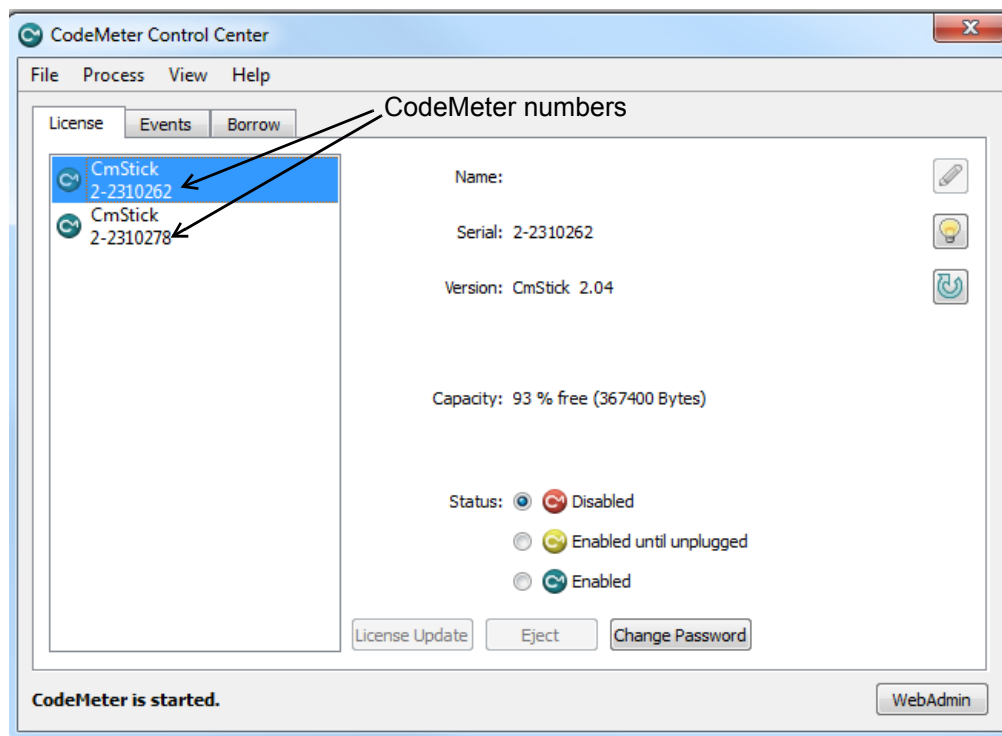 CodeMeter Control Center
File Process View Help
CodeMeter numbers
License Events Borrow
CmStick
2-2310262
CmStick
2-2310278
Name:
Serial: 2-2310262
Version: CmStick 2.04
Capacity: 93 % free (367400 Bytes)
Status: Disabled
Enabled until unplugged
Enabled
License Update Eject Change Password
CodeMeter is started.
WebAdmin